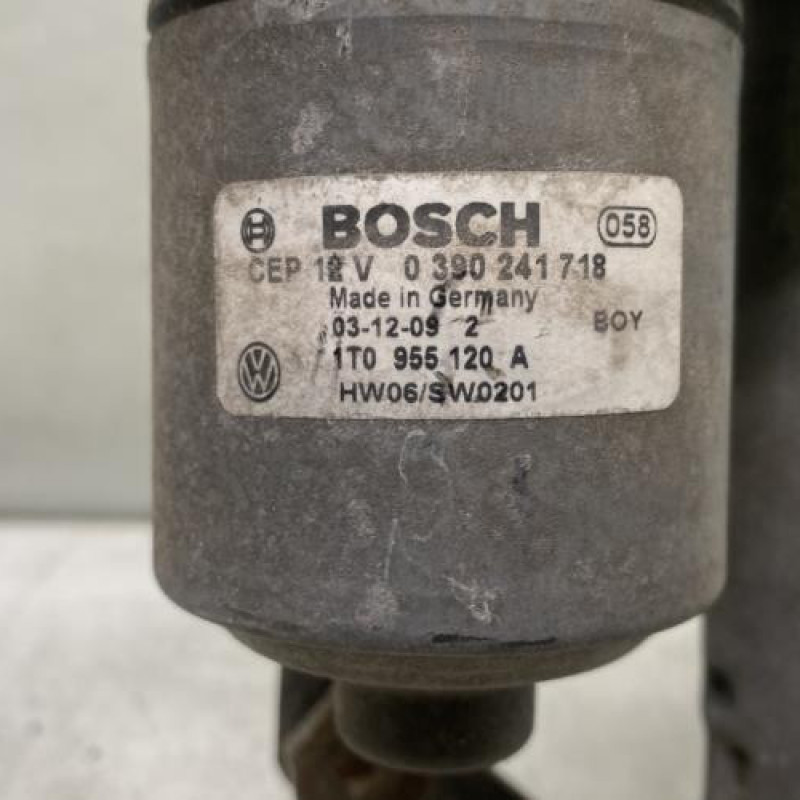 BOSCH 058
CEP 12 V 0 390 241 718
Made in Germany
03-12-09 2 BOY
1T0 955 120 A
HW06/SW0201